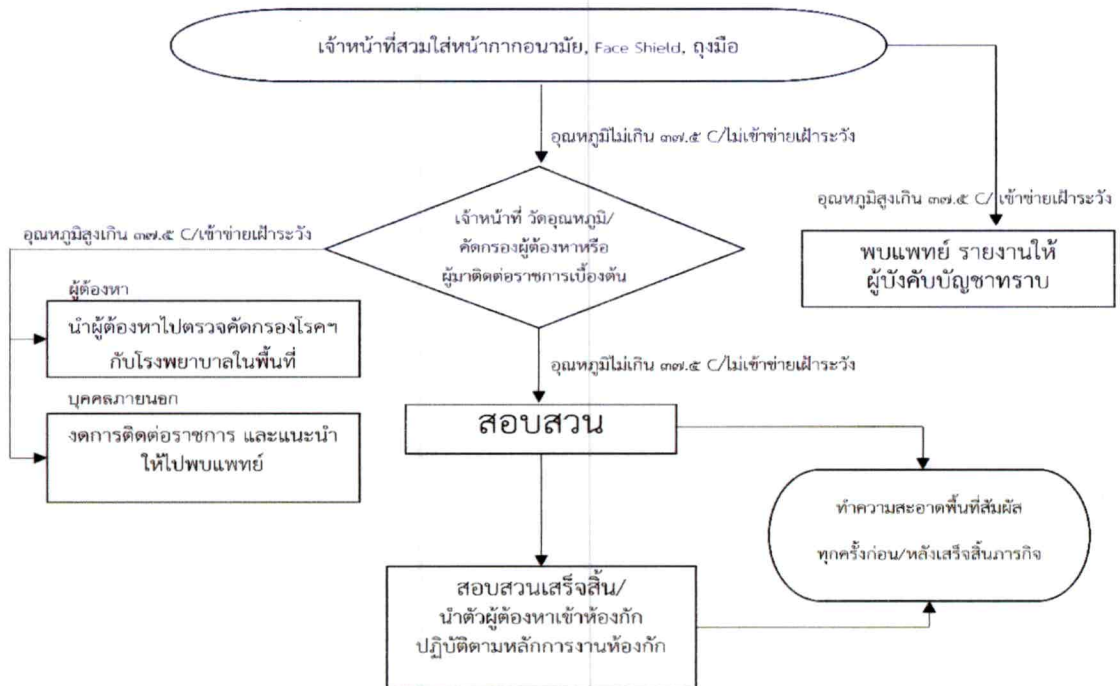 เจ้าหน้าที่สวมใส่หน้ากากอนามัย, Face Shield, ถุงมือ
อุณหภูมิไม่เกิน ๓๗.๕ C/ไม่เข้าข่ายเฝ้าระวัง
อุณหภูมิสูงเกิน ๓๗.๕ C/ เข้าข่ายเฝ้าระวัง
พบแพทย์ รายงานให้
ผู้บังคับบัญชาทราบ
เจ้าหน้าที่ วัดอุณหภูมิ/
คัดกรองผู้ต้องหาหรือ
ผู้มาติดต่อราชการเบื้องต้น
อุณหภูมิสูงเกิน ๓๗.๕ C/เข้าข่ายเฝ้าระวัง
ผู้ต้องหา
นำผู้ต้องหาไปตรวจคัดกรองโรคฯ
กับโรงพยาบาลในพื้นที่
บุคคลภายนอก
งดการติดต่อราชการ และแนะนำ
ให้ไปพบแพทย์
อุณหภูมิไม่เกิน ๓๗.๕ C/ไม่เข้าข่ายเฝ้าระวัง
สอบสวน
ทำความสะอาดพื้นที่สัมผัส
ทุกครั้งก่อน/หลังเสร็จสิ้นภารกิจ
สอบสวนเสร็จสิ้น/
นำตัวผู้ต้องหาเข้าห้องกัก
ปฏิบัติตามหลักการงานห้องกัก